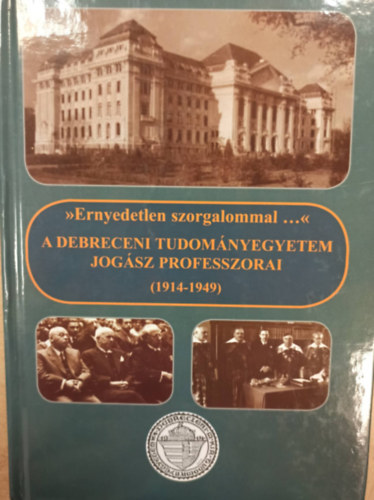 »Ernyedetlen szorgalommal …«
A DEBRECENI TUDOMÁNYEGYETEM
JOGÁSZ PROFESSZORAI
(1914-1949)